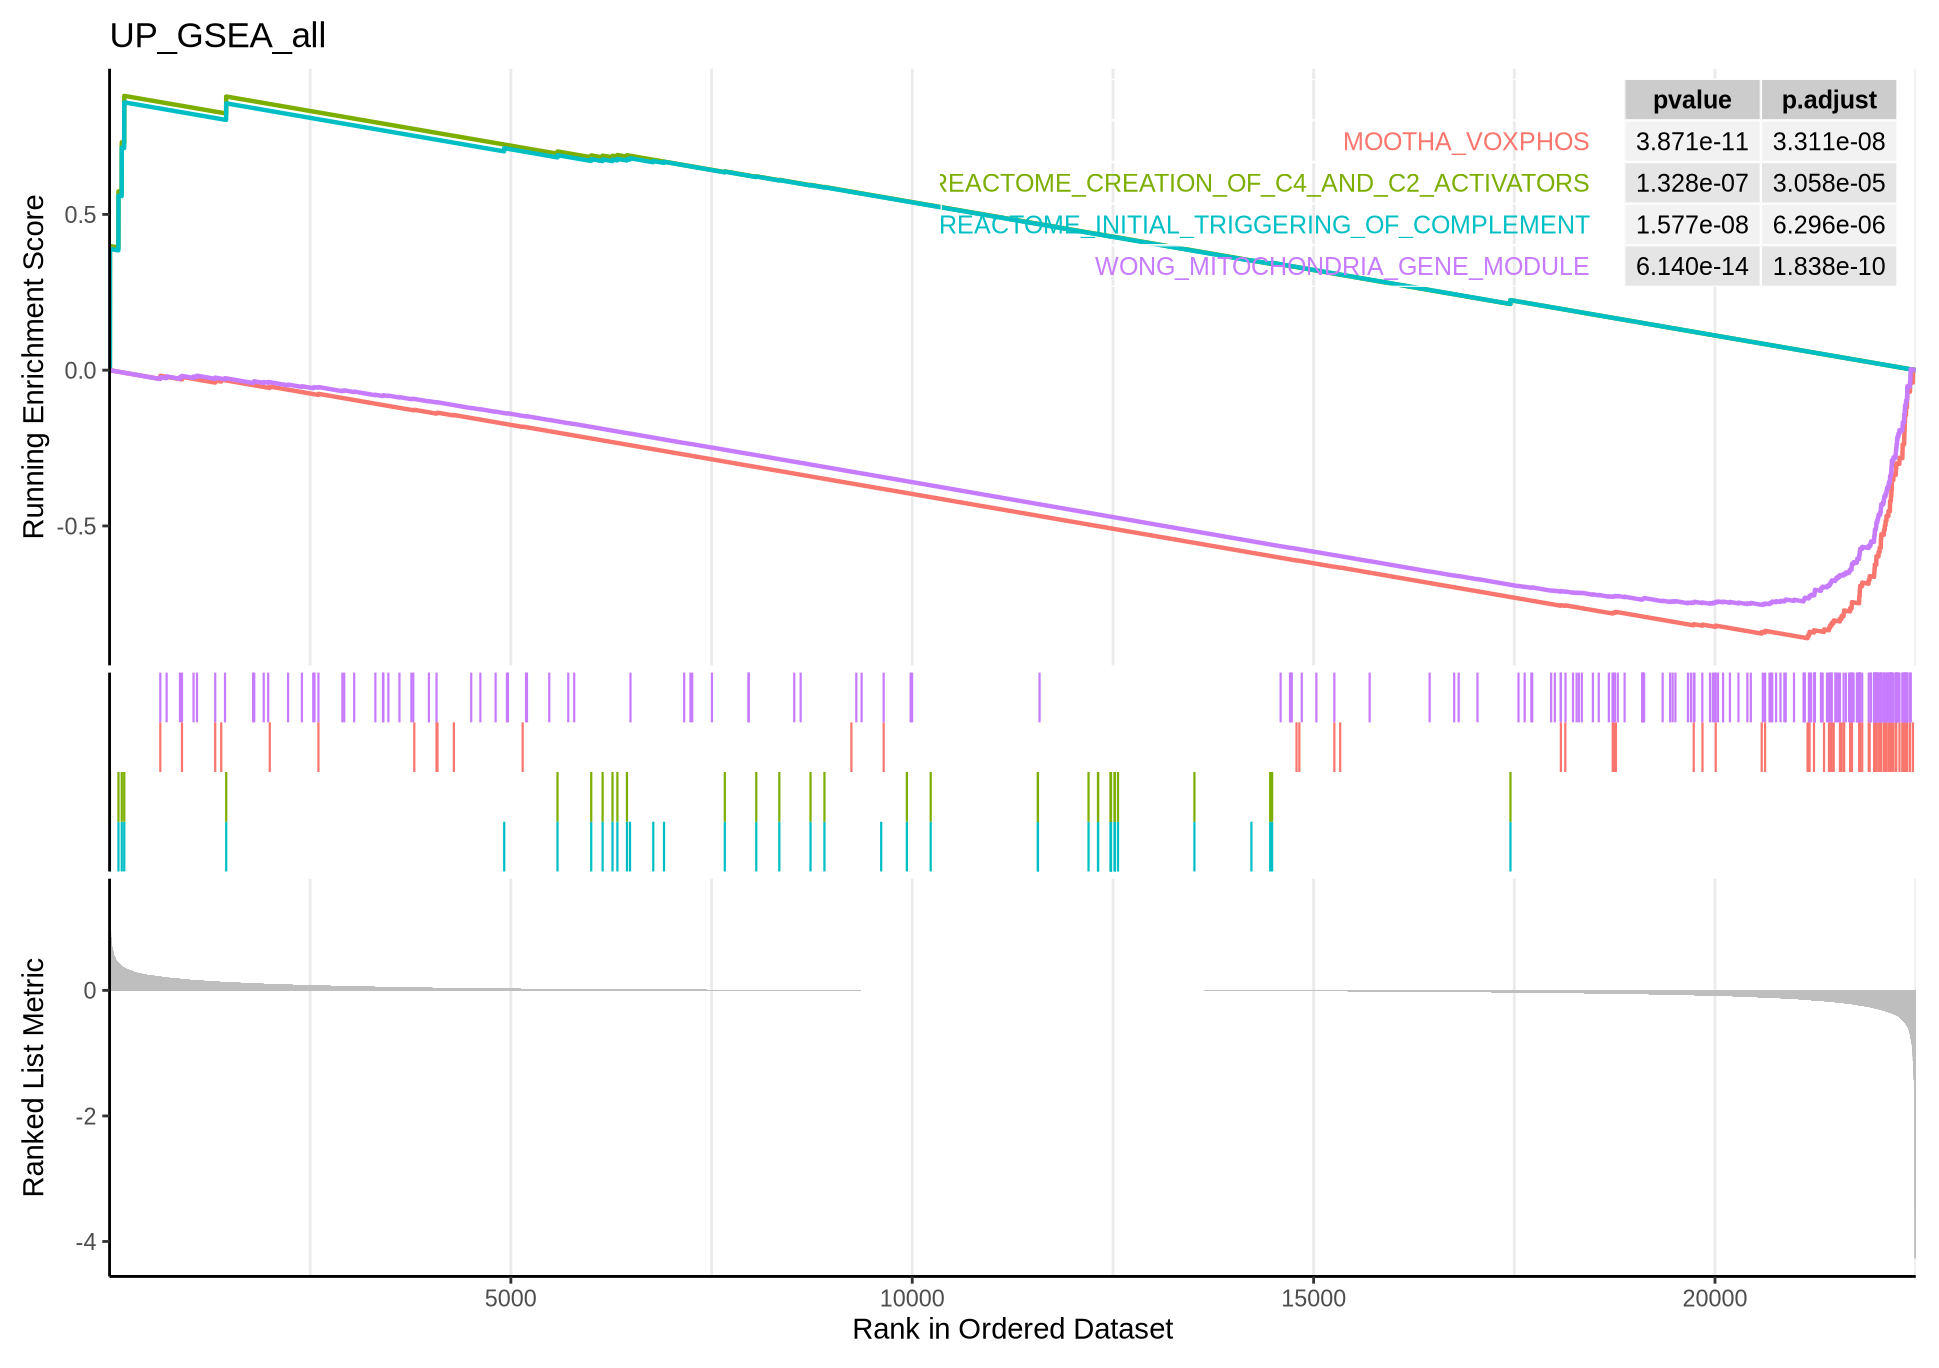 UP_GSEA_all
pvalue p.adjust
MOOTHA_VOXPHOS 3.871e-11 3.311e-08
REACTOME_CREATION_OF_C4_AND_C2_ACTIVATORS 1.328e-07 3.058e-05
REACTOME_INITIAL_TRIGGERING_OF_COMPLEMENT 1.577e-08 6.296e-06
WONG_MITOCHONDRIA_GENE_MODULE 6.140e-14 1.838e-10
Running Enrichment Score
0.5
0.0
-0.5
Ranked List Metric
0
-2
-4
5000 10000 15000 20000
Rank in Ordered Dataset